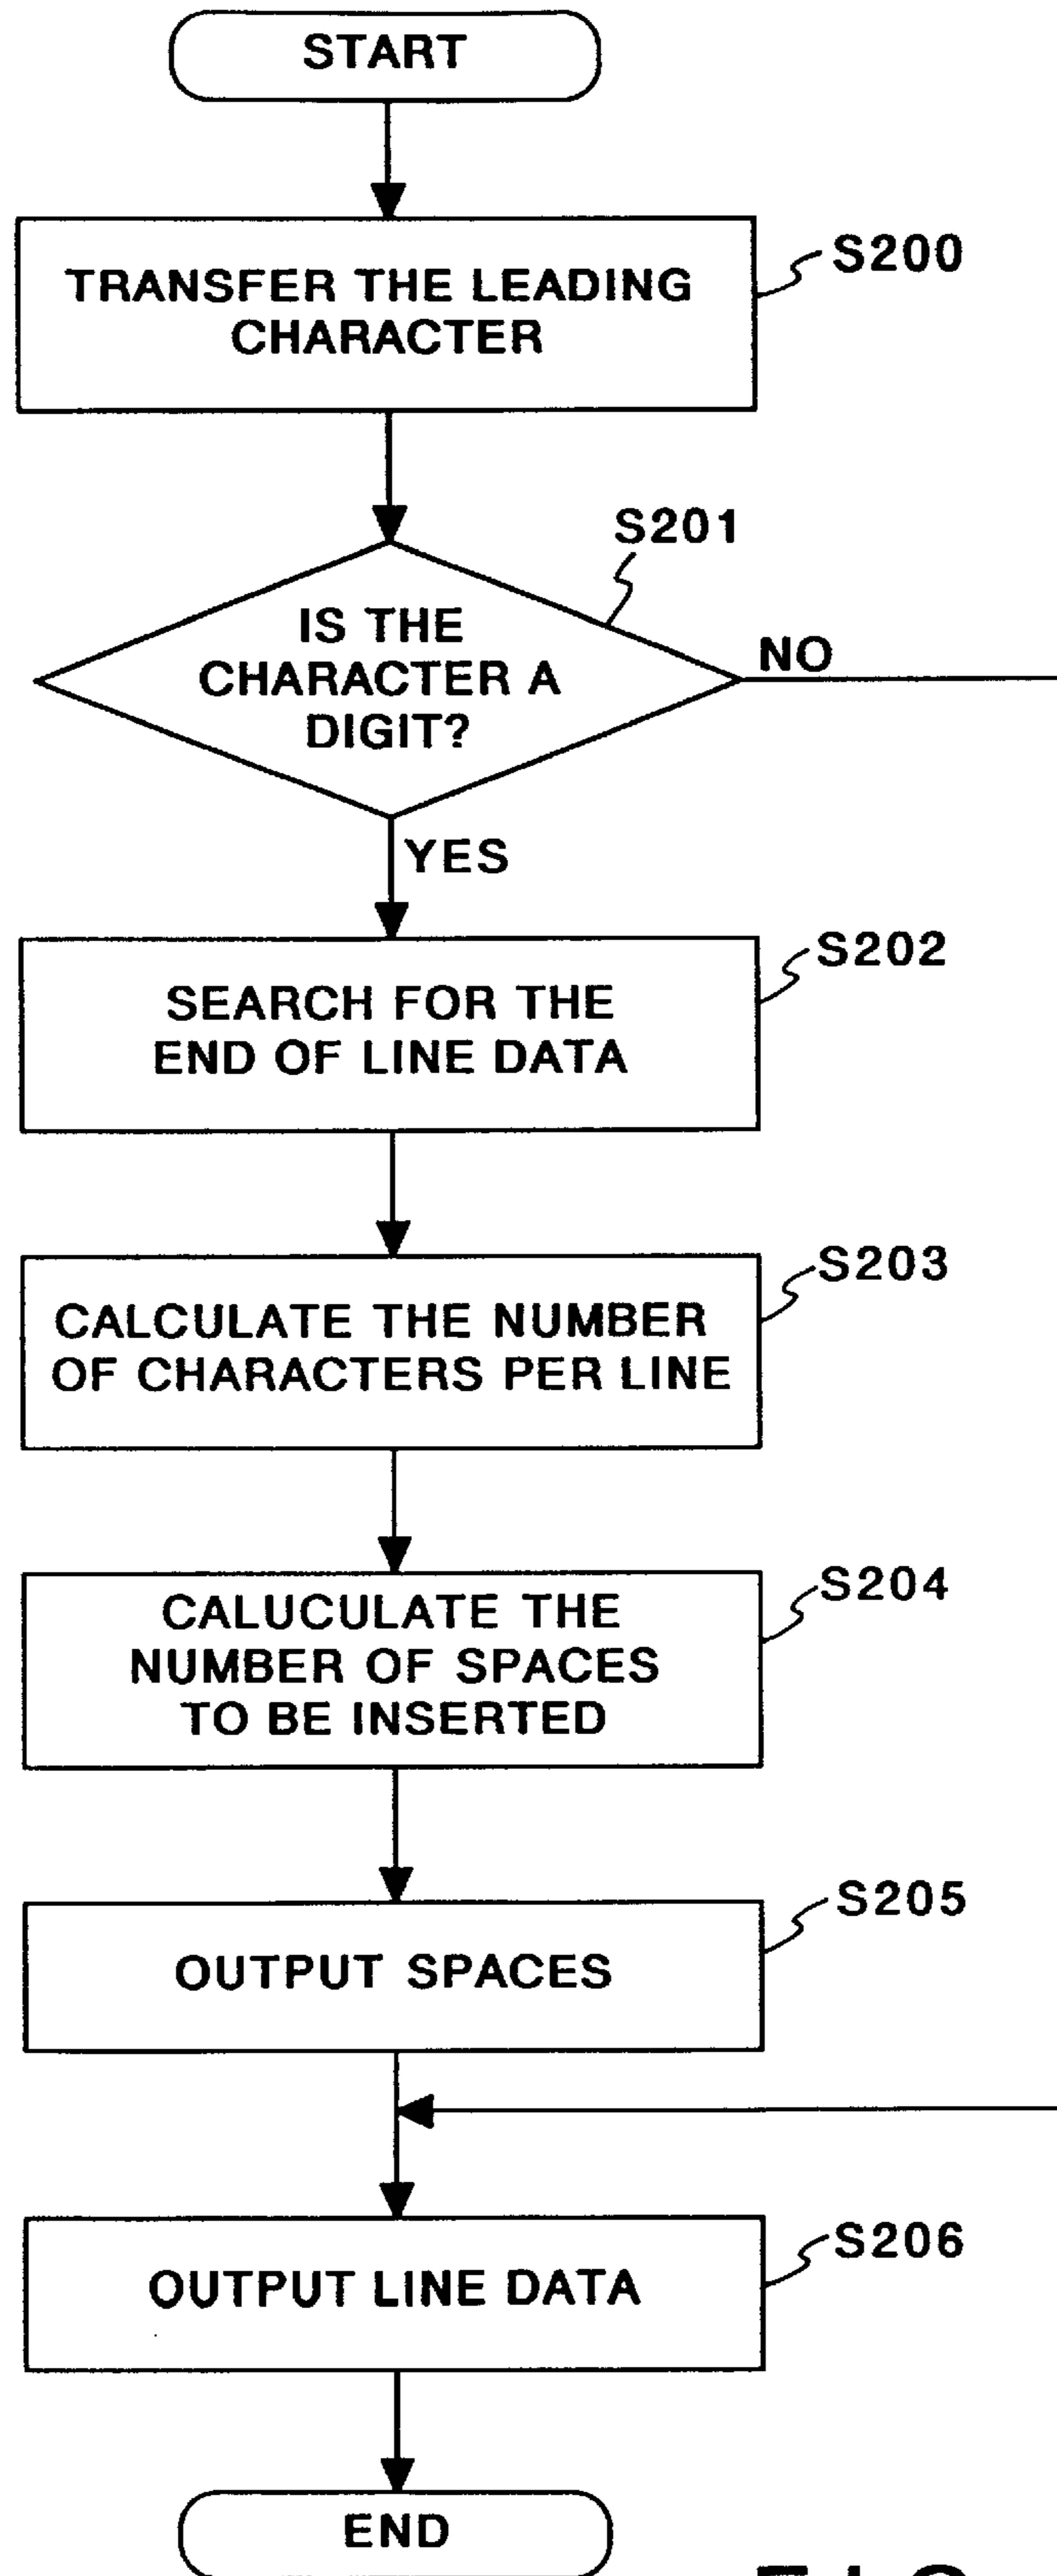 START
TRANSFER THE LEADING
CHARACTER
S200
S201
IS THE
CHARACTER A
DIGIT?
NO
YES
S202
SEARCH FOR THE
END OF LINE DATA
S203
CALCULATE THE NUMBER
OF CHARACTERS PER LINE
S204
CALUCULATE THE
NUMBER OF SPACES
TO BE INSERTED
S205
OUTPUT SPACES
S206
OUTPUT LINE DATA
END